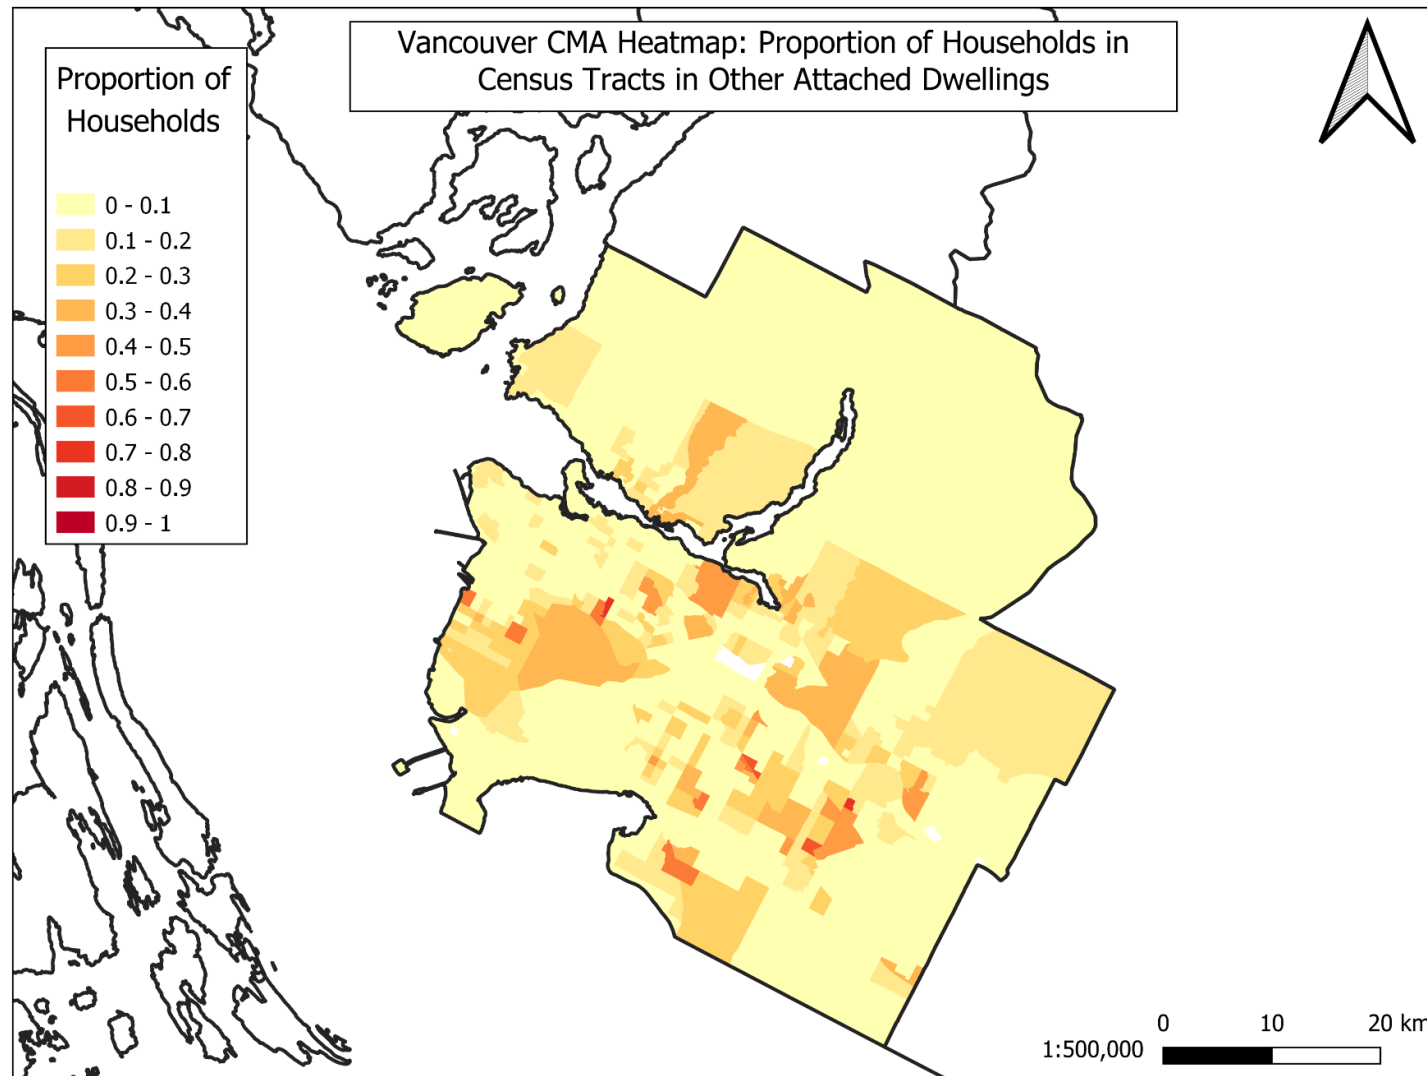 Vancouver CMA Heatmap: Proportion of Households in
Census Tracts in Other Attached Dwellings
Proportion of
Households
0 - 0.1
0.1 - 0.2
0.2 - 0.3
0.3 - 0.4
0.4 - 0.5
0.5 - 0.6
0.6 - 0.7
0.7 - 0.8
0.8 - 0.9
0.9 - 1
0 10 20 km
1:500,000